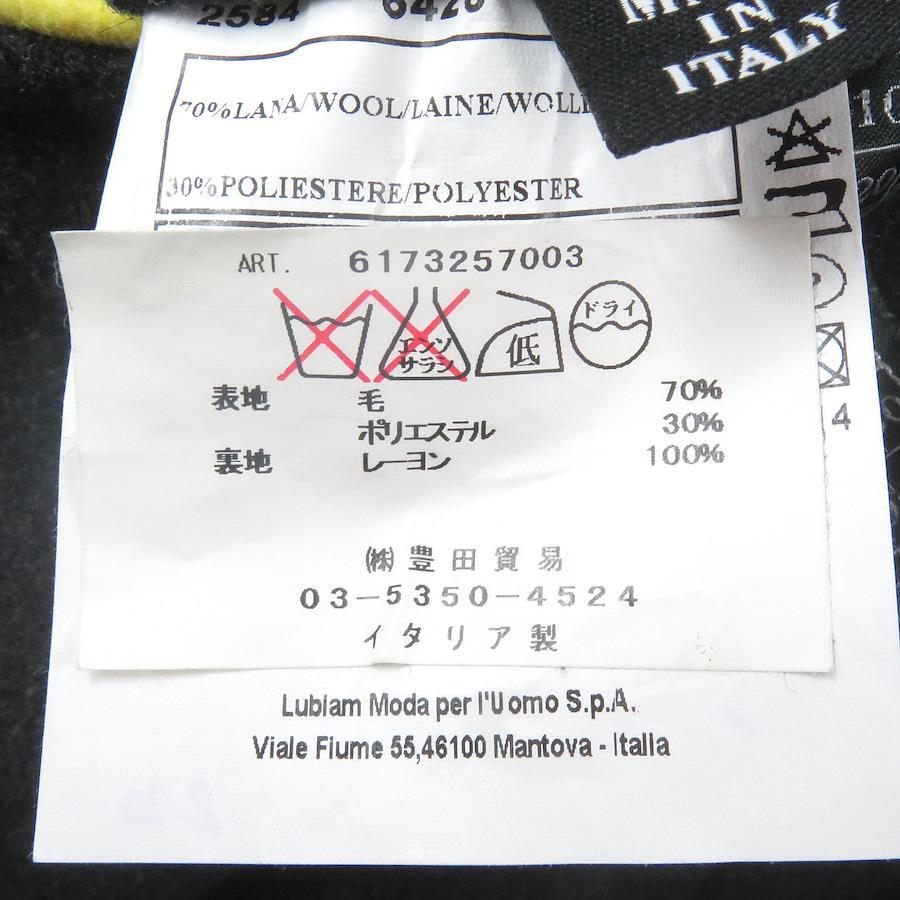 2584 6420
IN
ITALY
70%LANA/WOOL/LAINE/WOLLE
30%POLIESTERE/POLYESTER
ART. 6173257003
エンソ
サラシ
低
ドライ
表地 毛 70%
ポリエステル 30%
裏地 レーヨン 100%
4
㈱豊田貿易
03-5350-4524
イタリア製
Lubiam Moda per l'Uomo S.p.A.
Viale Fiume 55,46100 Mantova - Italia